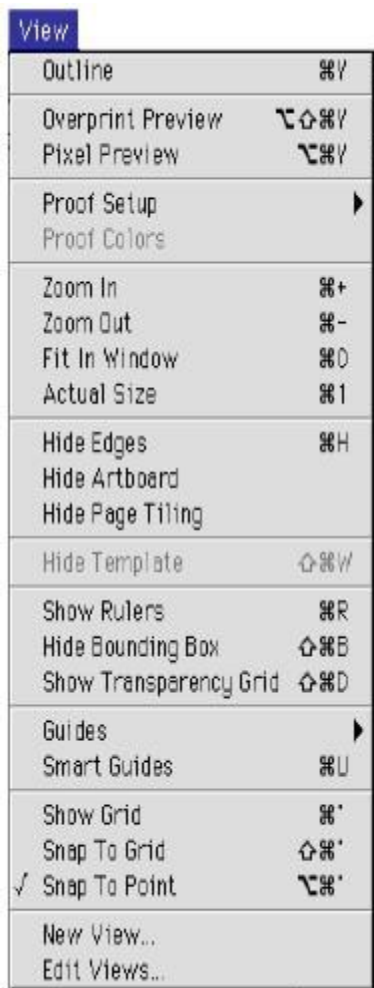 View
Outline ⌘Y
Overprint Preview ⌥⇧⌘Y
Pixel Preview ⌥⌘Y
Proof Setup
Proof Colors
Zoom In ⌘+
Zoom Out ⌘-
Fit In Window ⌘0
Actual Size ⌘1
Hide Edges ⌘H
Hide Artboard
Hide Page Tiling
Hide Template ⇧⌘W
Show Rulers ⌘R
Hide Bounding Box ⇧⌘B
Show Transparency Grid ⇧⌘D
Guides
Smart Guides ⌘U
Show Grid ⌘"
Snap To Grid ⇧⌘"
√ Snap To Point ⌥⌘"
New View...
Edit Views...